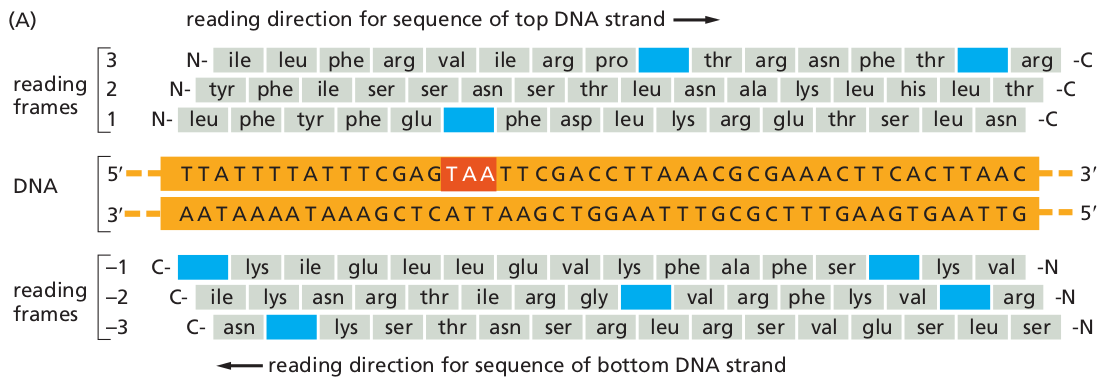 (A)
reading direction for sequence of top DNA strand
reading frames
3 N- ile leu phe arg val ile arg pro thr arg asn phe thr arg -C
2 N- tyr phe ile ser ser asn ser thr leu asn ala lys leu his leu thr -C
1 N- leu phe tyr phe glu phe asp leu lys arg glu thr ser leu asn -C
DNA
5′ T T A T T T T A T T T C G A G T A A T T C G A C C T T A A A C G C G A A A C T T C A C T T A A C 3′
3′ A A T A A A A T A A A G C T C A T T A A G C T G G A A T T T G C G C T T T G A A G T G A A T T G 5′
reading frames
–1 C- lys ile glu leu leu glu val lys phe ala phe ser lys val -N
–2 C- ile lys asn arg thr ile arg gly val arg phe lys val arg -N
–3 C- asn lys ser thr asn ser arg leu arg ser val glu ser leu ser -N
reading direction for sequence of bottom DNA strand